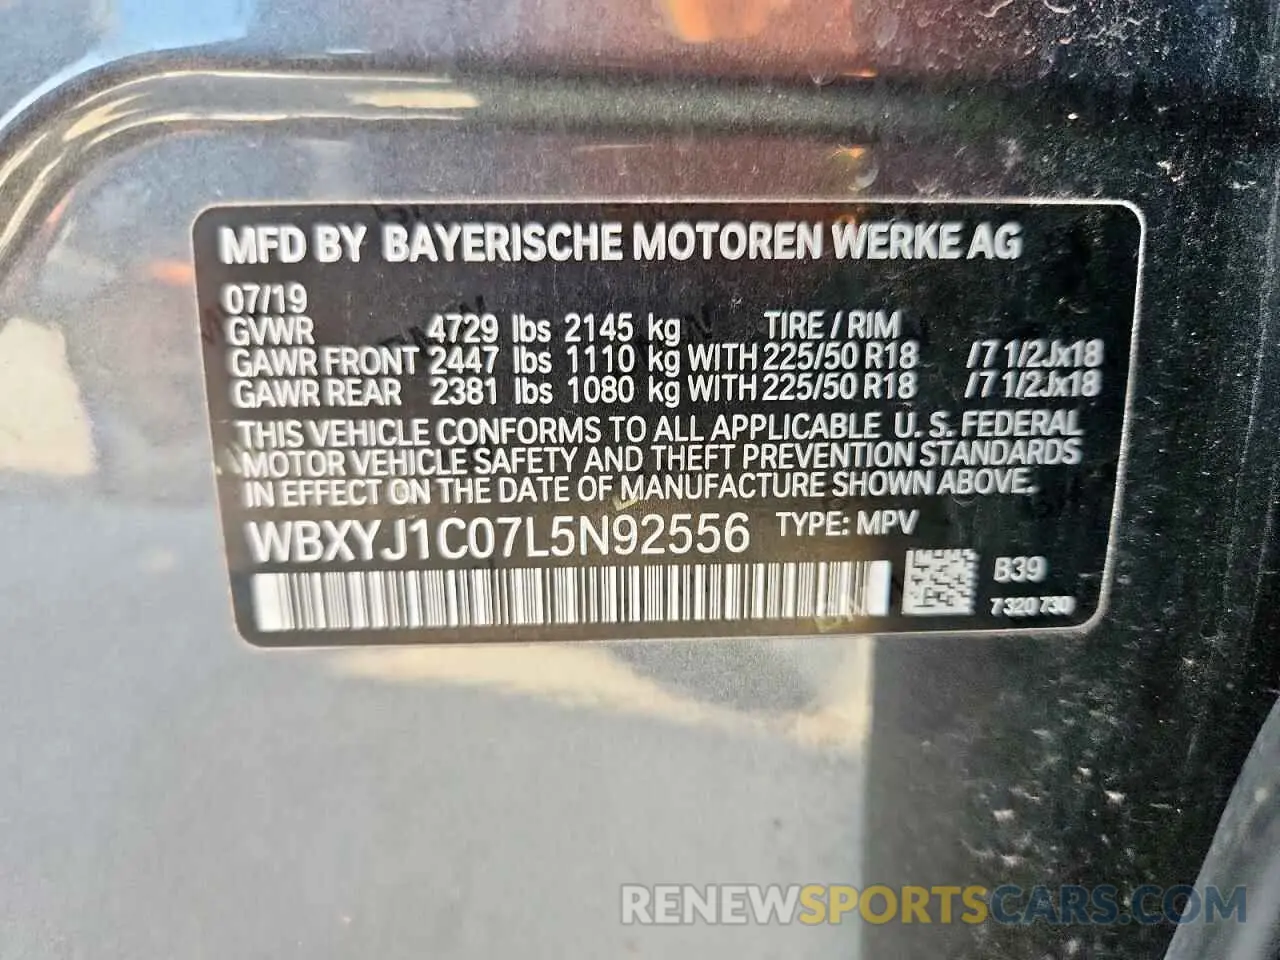 MFD BY BAYERISCHE MOTOREN WERKE AG
07/19
GVWR 4729 lbs 2145 kg TIRE / RIM
GAWR FRONT 2447 lbs 1110 kg WITH 225/50 R18 /7 1/2Jx18
GAWR REAR 2381 lbs 1080 kg WITH 225/50 R18 /7 1/2Jx18
THIS VEHICLE CONFORMS TO ALL APPLICABLE U. S. FEDERAL
MOTOR VEHICLE SAFETY AND THEFT PREVENTION STANDARDS
IN EFFECT ON THE DATE OF MANUFACTURE SHOWN ABOVE.
WBXYJ1C07L5N92556 TYPE: MPV
B39
7 320 730
RENEWSPORTSCARS.COM